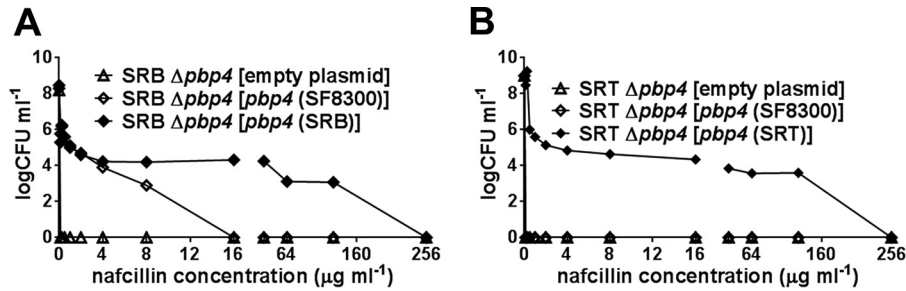 A
10
8
6
4
2
0
logCFU ml-1
SRB Δpbp4 [empty plasmid]
SRB Δpbp4 [pbp4 (SF8300)]
SRB Δpbp4 [pbp4 (SRB)]
0 4 8 12 16 64 160 256
nafcillin concentration (μg ml-1)
B
10
8
6
4
2
0
logCFU ml-1
SRT Δpbp4 [empty plasmid]
SRT Δpbp4 [pbp4 (SF8300)]
SRT Δpbp4 [pbp4 (SRT)]
0 4 8 12 16 64 160 256
nafcillin concentration (μg ml-1)